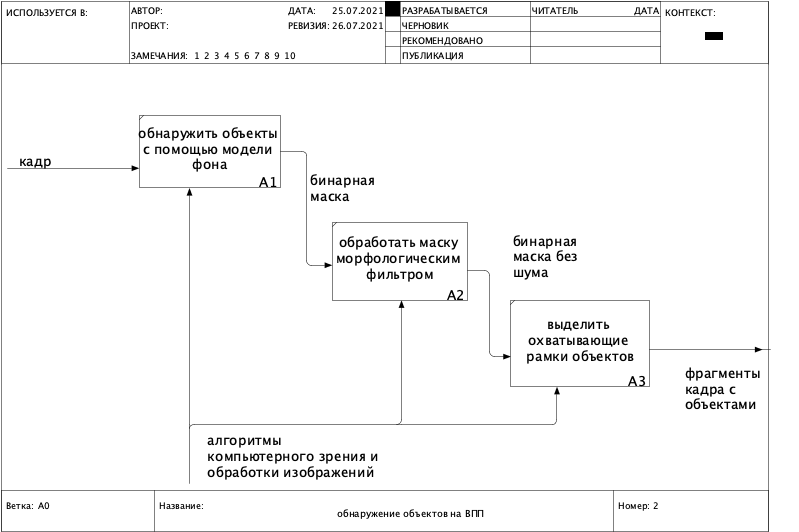 ИСПОЛЬЗУЕТСЯ В:
АВТОР:
ДАТА: 25.07.2021
РАЗРАБАТЫВАЕТСЯ
ЧИТАТЕЛЬ
ДАТА
КОНТЕКСТ:
ПРОЕКТ:
РЕВИЗИЯ: 26.07.2021
ЧЕРНОВИК
РЕКОМЕНДОВАНО
ЗАМЕЧАНИЯ: 1 2 3 4 5 6 7 8 9 10
ПУБЛИКАЦИЯ
кадр
обнаружить объекты
с помощью модели
фона
A1
бинарная
маска
обработать маску
морфологическим
фильтром
A2
бинарная
маска без
шума
выделить
охватывающие
рамки объектов
A3
фрагменты
кадра с
объектами
алгоритмы
компьютерного зрения и
обработки изображений
Ветка: A0
Название:
обнаружение объектов на ВПП
Номер: 2